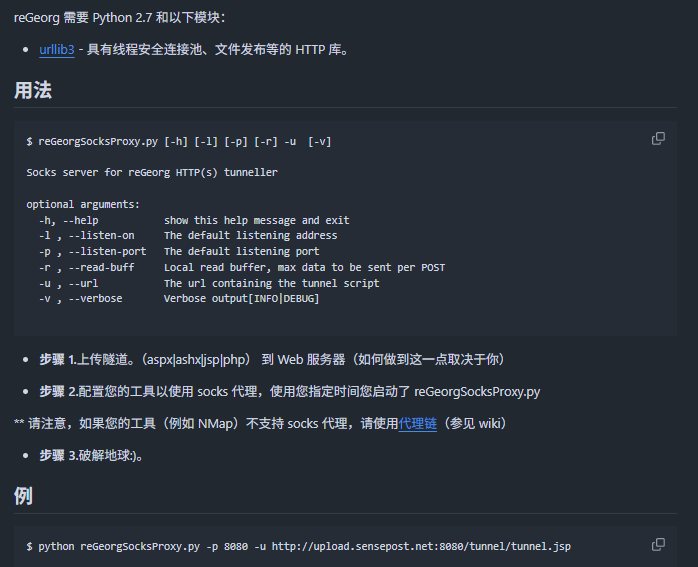 reGeorg 需要 Python 2.7 和以下模块：
urllib3 - 具有线程安全连接池、文件发布等的 HTTP 库。
用法
$ reGeorgSocksProxy.py [-h] [-l] [-p] [-r] -u  [-v]
Socks server for reGeorg HTTP(s) tunneller
optional arguments:
-h, --help show this help message and exit
-l , --listen-on The default listening address
-p , --listen-port The default listening port
-r , --read-buff Local read buffer, max data to be sent per POST
-u , --url The url containing the tunnel script
-v , --verbose Verbose output[INFO|DEBUG]
步骤 1.上传隧道。（aspx|ashx|jsp|php） 到 Web 服务器（如何做到这一点取决于你）
步骤 2.配置您的工具以使用 socks 代理，使用您指定时间您启动了 reGeorgSocksProxy.py
** 请注意，如果您的工具（例如 NMap）不支持 socks 代理，请使用代理链（参见 wiki）
步骤 3.破解地球:)。
例
$ python reGeorgSocksProxy.py -p 8080 -u http://upload.sensepost.net:8080/tunnel/tunnel.jsp